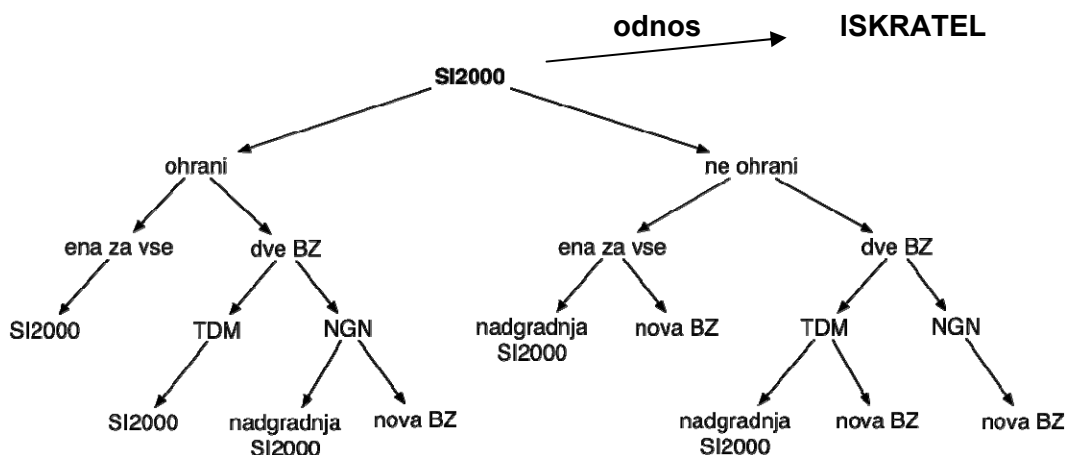 odnos
ISKRATEL
SI2000
ohrani
ne ohrani
ena za vse
dve BZ
ena za vse
dve BZ
SI2000
TDM
NGN
nadgradnja
SI2000
nova BZ
TDM
NGN
SI2000
nadgradnja
SI2000
nova BZ
nadgradnja
SI2000
nova BZ
nova BZ